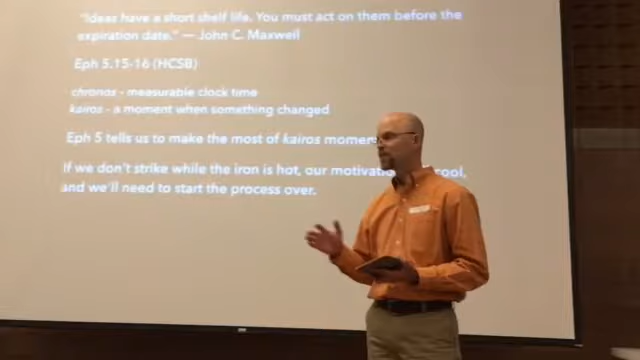 "Ideas have a short shelf life. You must act on them before the
expiration date." — John C. Maxwell
Eph 5.15-16 (HCSB)
chronos - measurable clock time
kairos - a moment when something changed
Eph 5 tells us to make the most of kairos
If we don't strike while the iron is hot, our cool,
and we'll need to start the process over.